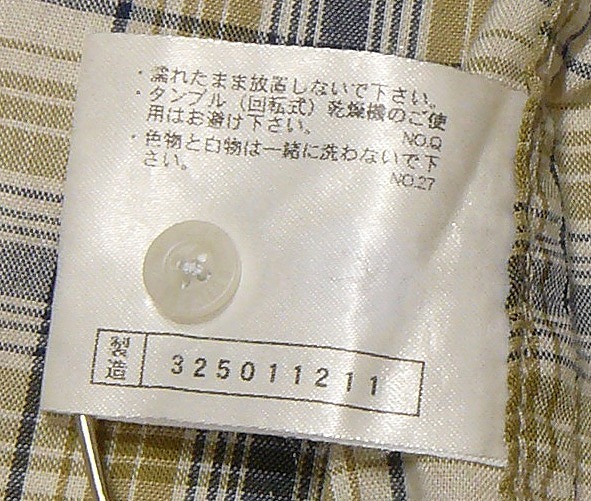 ・濡れたまま放置しないで下さい。
・タンブル（回転式）乾燥機のご使
用はお避け下さい。 NO.Q
・色物と白物は一緒に洗わないで下
さい。 NO.27
製造 325011211